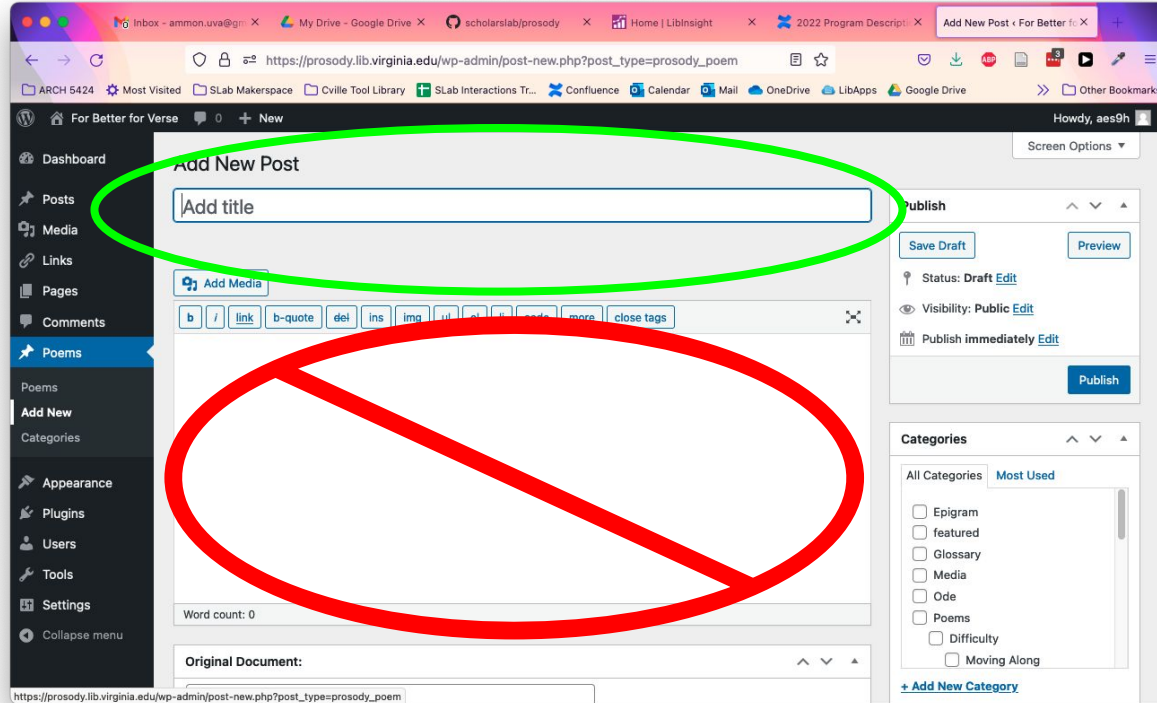 Inbox - ammon.uva@gm
My Drive - Google Drive
scholarslab/prosody
Home | LibInsight
2022 Program Descripti
Add New Post ‹ For Better fo
https://prosody.lib.virginia.edu/wp-admin/post-new.php?post_type=prosody_poem
ABP
3
ARCH 5424
Most Visited
SLab Makerspace
Cville Tool Library
SLab Interactions Tr...
Confluence
Calendar
Mail
OneDrive
LibApps
Google Drive
Other Bookmarks
For Better for Verse
0
+ New
Howdy, aes9h
Screen Options
Dashboard
Posts
Media
Links
Pages
Comments
Poems
Poems
Add New
Categories
Appearance
Plugins
Users
Tools
Settings
Collapse menu
Add New Post
Add title
Add Media
b
i
link
b-quote
del
ins
img
ul
ol
li
code
more
close tags
Word count: 0
Original Document:
Publish
Save Draft
Preview
Status: Draft Edit
Visibility: Public Edit
Publish immediately Edit
Publish
Categories
All Categories
Most Used
Epigram
featured
Glossary
Media
Ode
Poems
Difficulty
Moving Along
+ Add New Category
https://prosody.lib.virginia.edu/wp-admin/post-new.php?post_type=prosody_poem